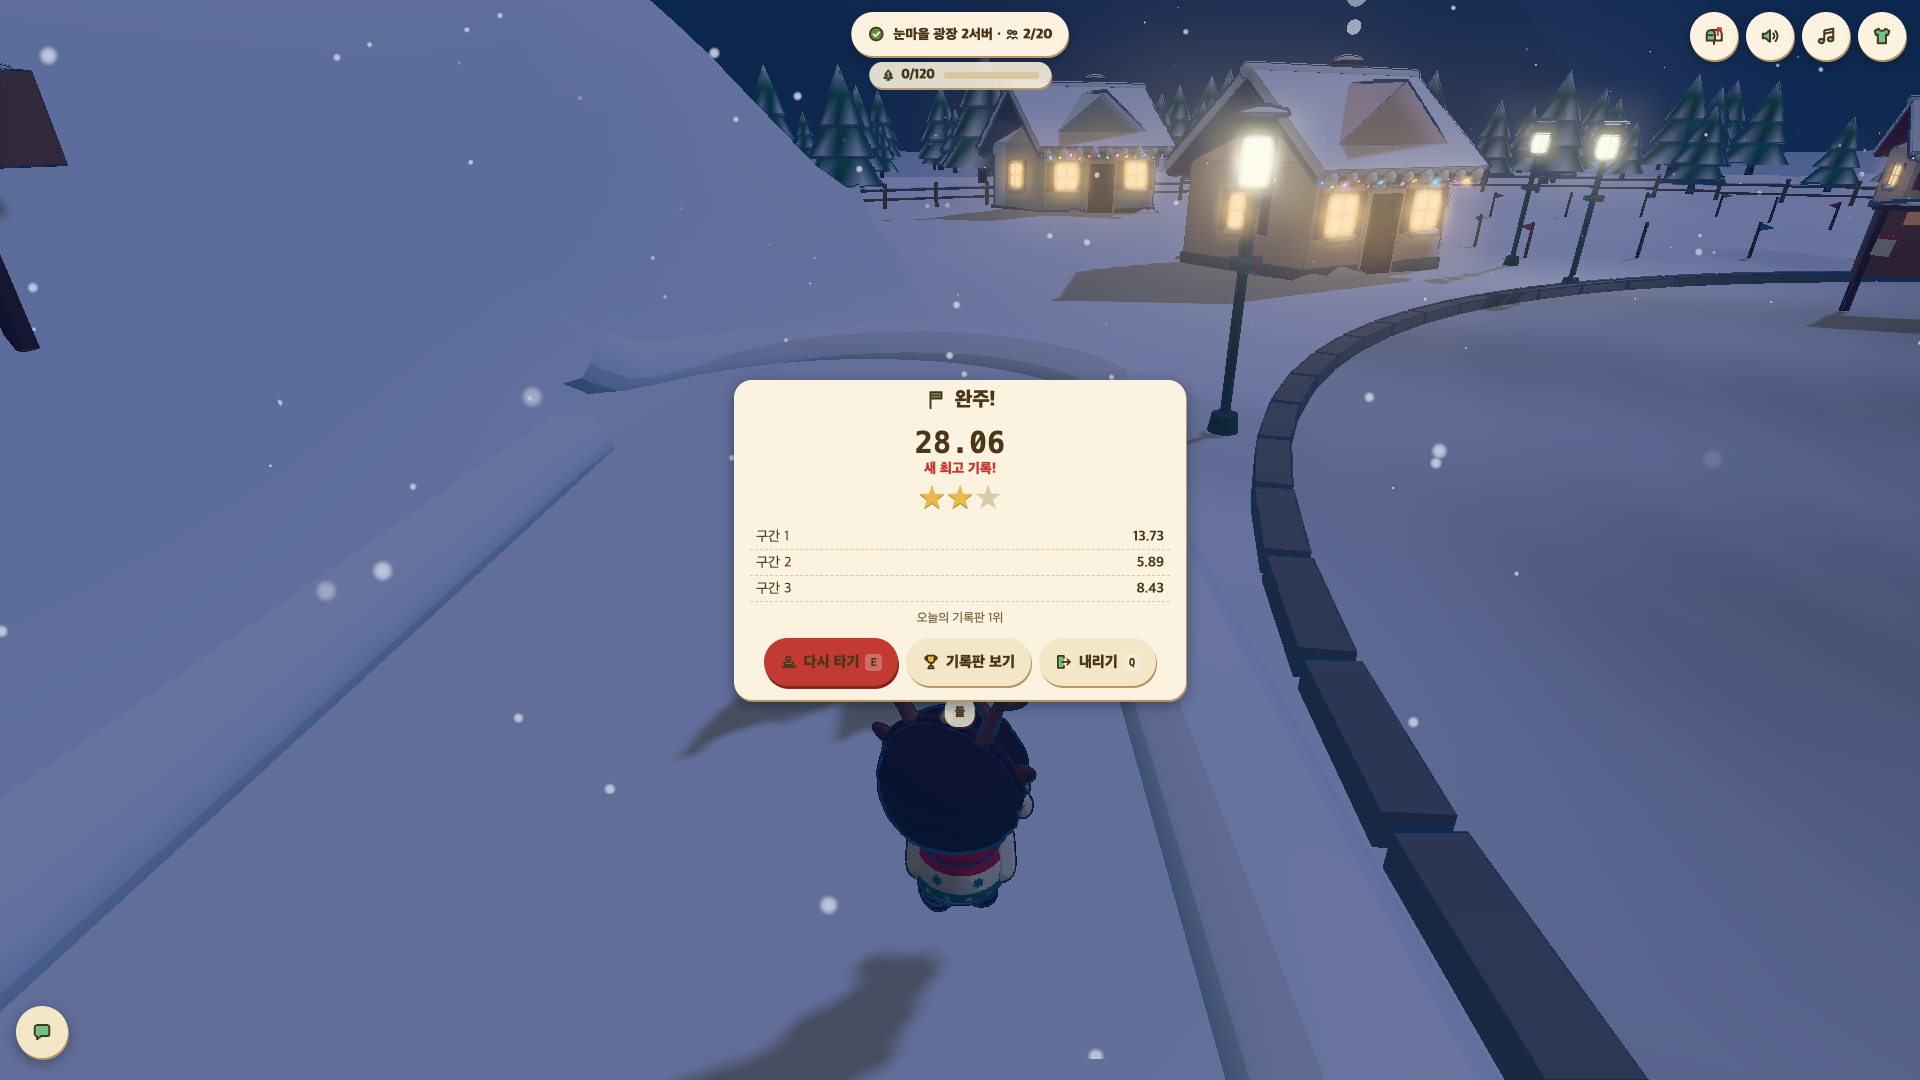 눈마을 광장 2서버 · 2/20
0/120
완주!
28.06
새 최고 기록!
구간 1 13.73
구간 2 5.89
구간 3 8.43
오늘의 기록판 1위
다시 타기 E
기록판 보기
내리기 Q
둘